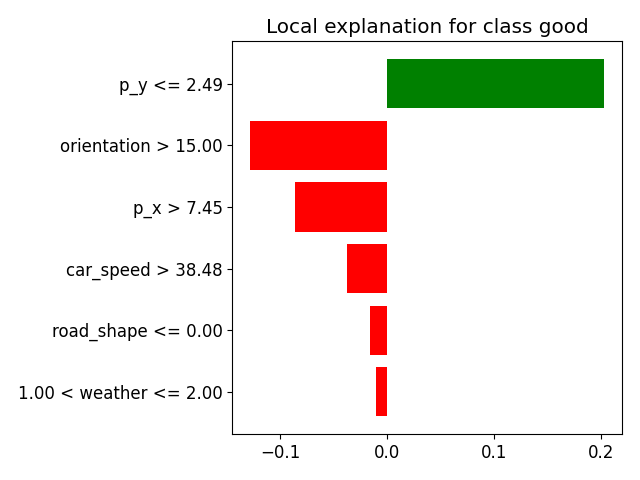 Local explanation for class good
p_y <= 2.49
orientation > 15.00
p_x > 7.45
car_speed > 38.48
road_shape <= 0.00
1.00 < weather <= 2.00
−0.1 0.0 0.1 0.2